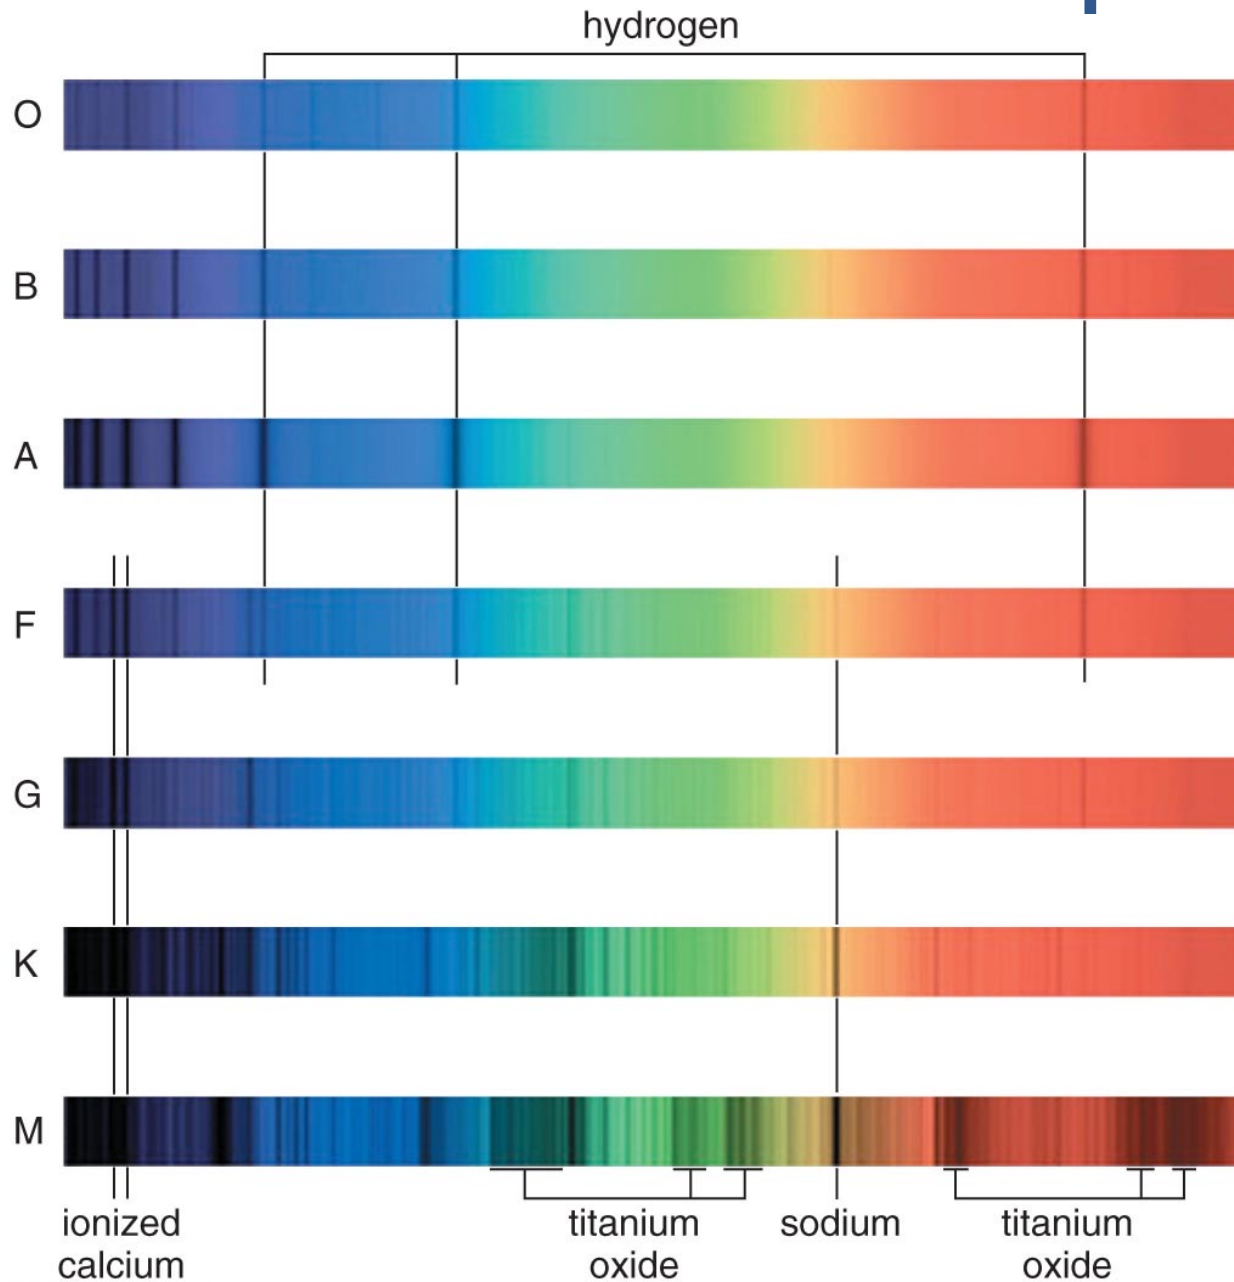 hydrogen
O
B
A
F
G
K
M
ionized
calcium
titanium
oxide
sodium
titanium
oxide